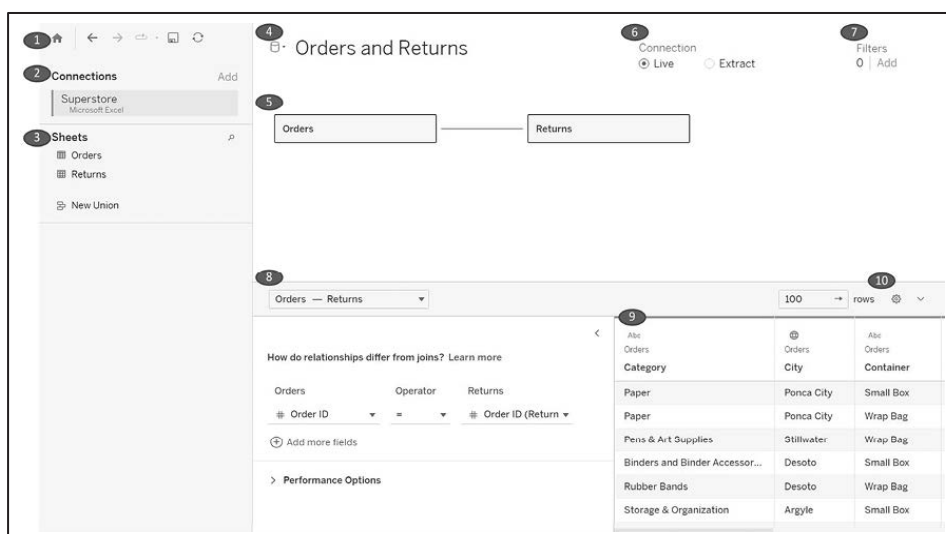 1
2 Connections Add
Superstore
Microsoft Excel
3 Sheets
Orders
Returns
New Union
4 Orders and Returns
6
Connection
Live Extract
7
Filters
0 | Add
5
Orders Returns
8
Orders — Returns
100 → rows
10
How do relationships differ from joins? Learn more
Orders Operator Returns
# Order ID = # Order ID (Return
Add more fields
> Performance Options
9
Abc Abc
Orders Orders Orders
Category City Container
Paper Ponca City Small Box
Paper Ponca City Wrap Bag
Pens & Art Supplies Stillwater Wrap Bag
Binders and Binder Accessor... Desoto Small Box
Rubber Bands Desoto Wrap Bag
Storage & Organization Argyle Small Box